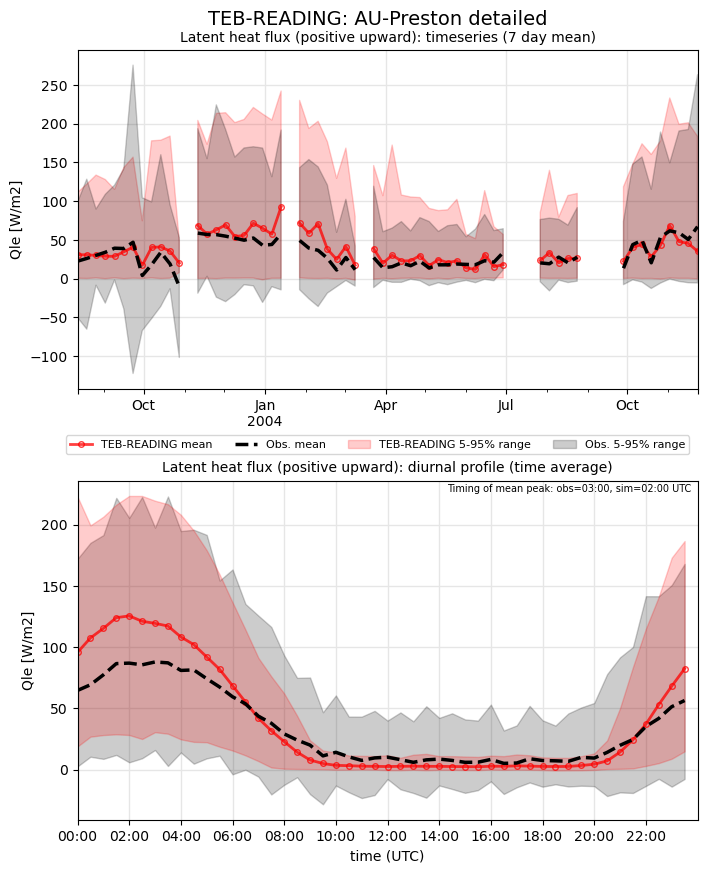 TEB-READING: AU-Preston detailed
Latent heat flux (positive upward): timeseries (7 day mean)
250
200
150
100
50
0
−50
−100
Qle [W/m2]
Oct
Jan
2004
Apr
Jul
Oct
TEB-READING mean
Obs. mean
TEB-READING 5-95% range
Obs. 5-95% range
Latent heat flux (positive upward): diurnal profile (time average)
Timing of mean peak: obs=03:00, sim=02:00 UTC
200
150
100
50
0
Qle [W/m2]
00:00 02:00 04:00 06:00 08:00 10:00 12:00 14:00 16:00 18:00 20:00 22:00
time (UTC)